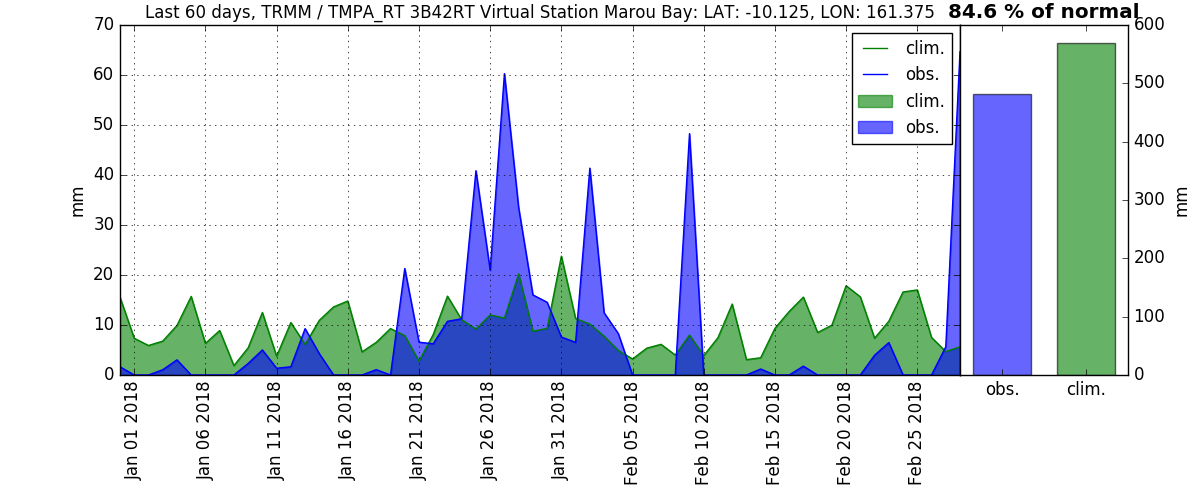 Last 60 days, TRMM / TMPA_RT 3B42RT Virtual Station Marou Bay: LAT: -10.125, LON: 161.375
84.6 % of normal
70
60
50
40
30
20
10
0
mm
clim.
obs.
clim.
obs.
600
500
400
300
200
100
0
mm
Jan 01 2018
Jan 06 2018
Jan 11 2018
Jan 16 2018
Jan 21 2018
Jan 26 2018
Jan 31 2018
Feb 05 2018
Feb 10 2018
Feb 15 2018
Feb 20 2018
Feb 25 2018
obs.
clim.